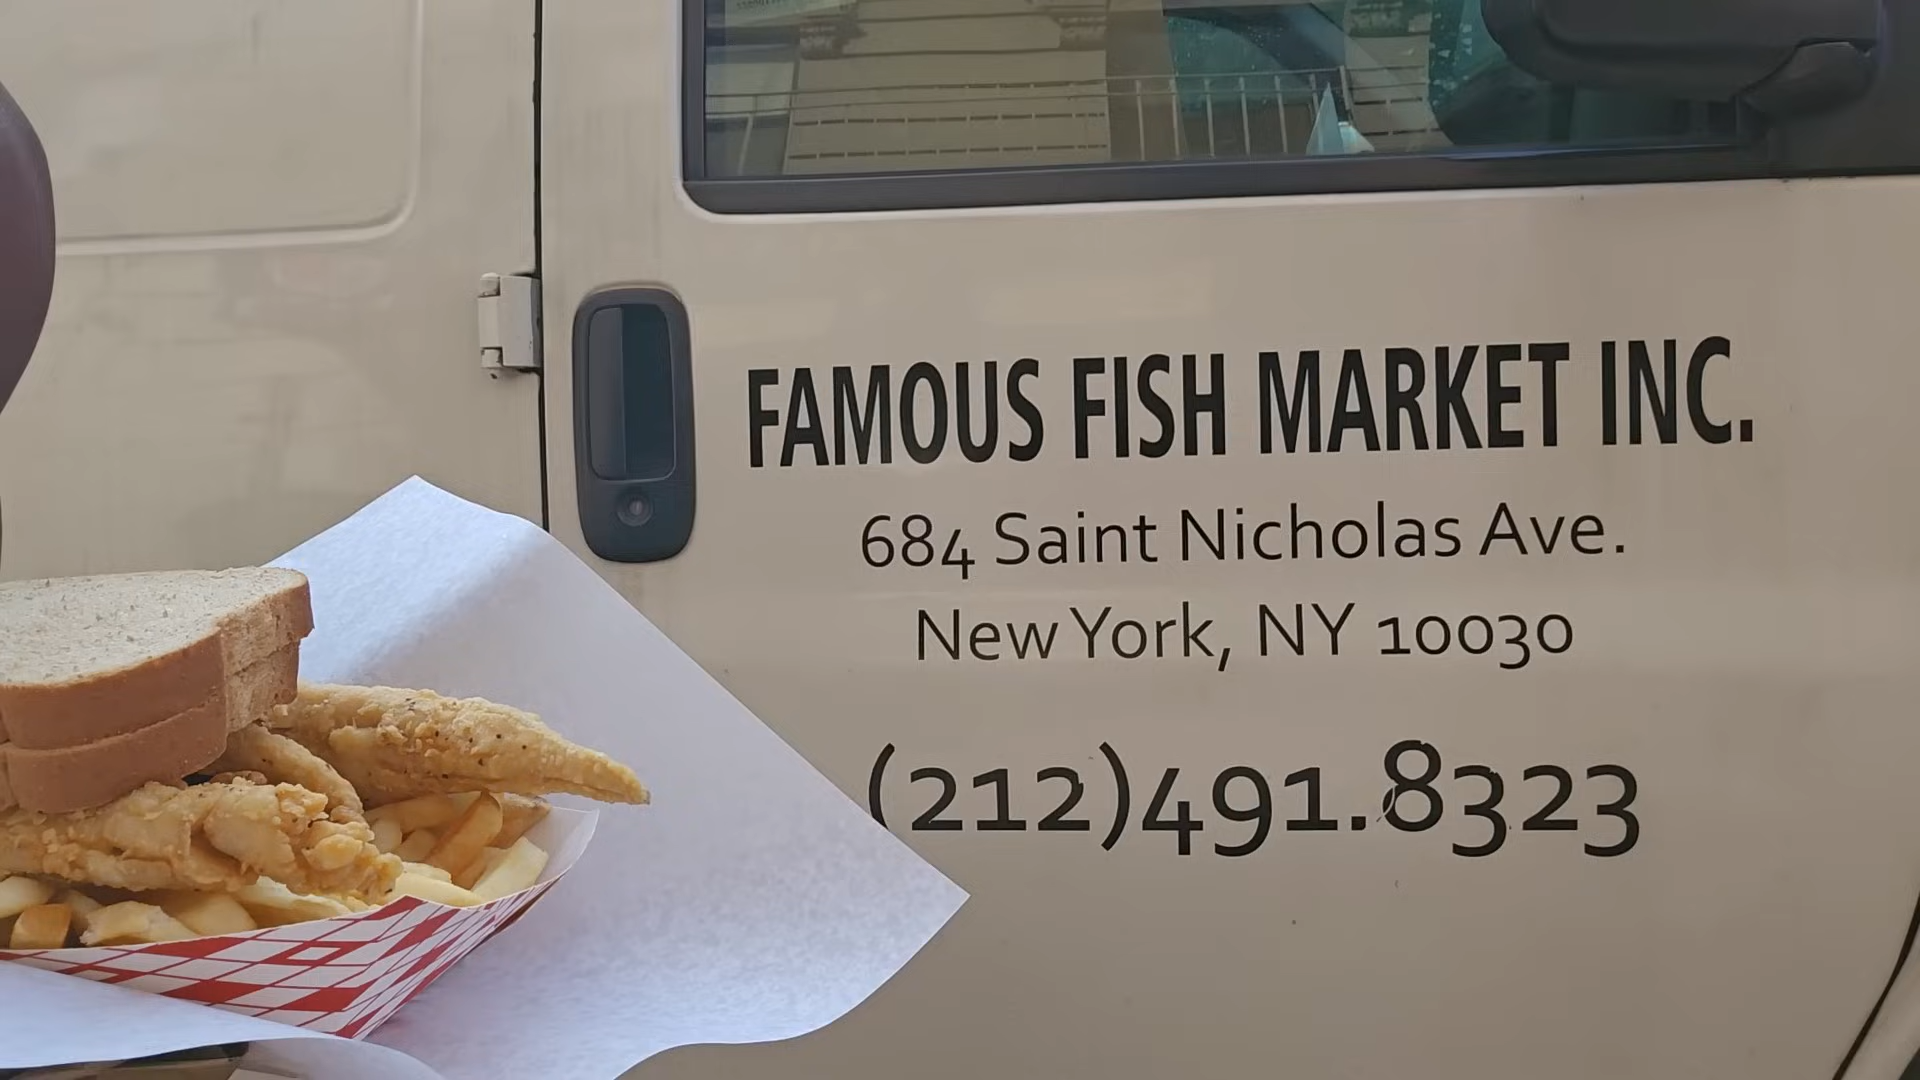 FAMOUS FISH MARKET INC.
684 Saint Nicholas Ave.
New York, NY 10030
(212)491.8323